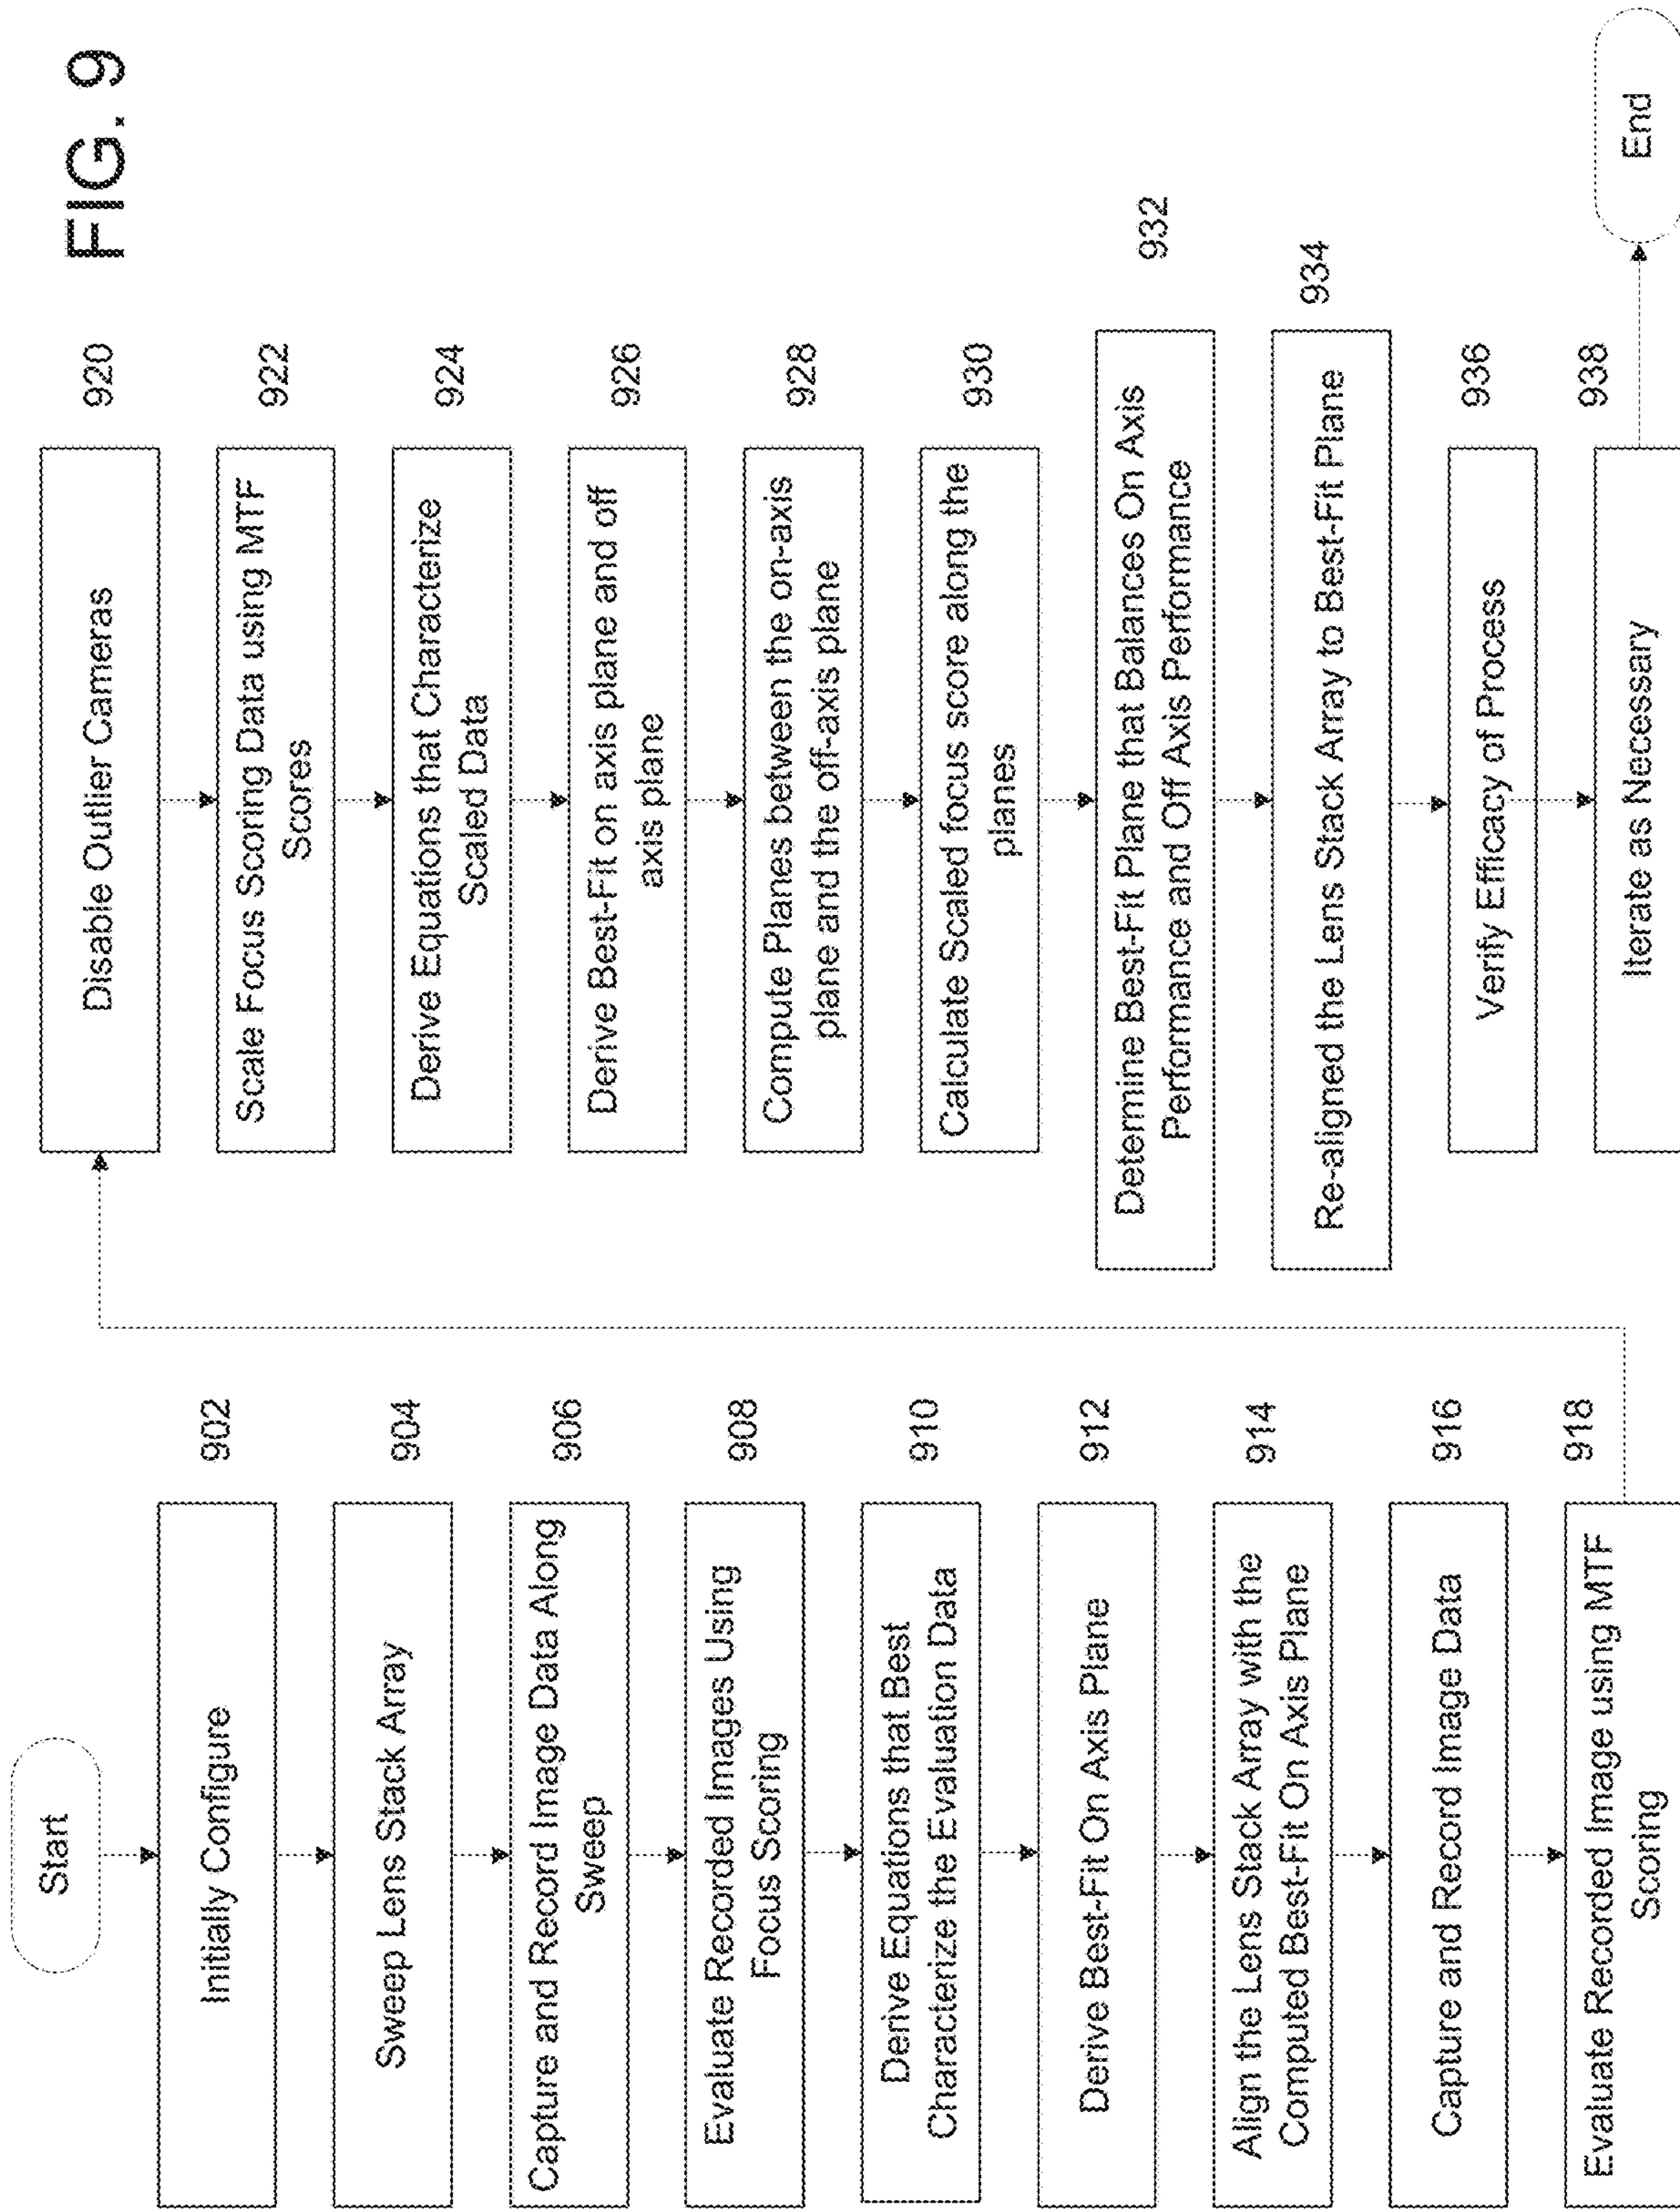 FIG. 9
Start
Initially Configure
902
Sweep Lens Stack Array
904
Capture and Record Image Data Along
Sweep
906
Evaluate Recorded Images Using
Focus Scoring
908
Derive Equations that Best
Characterize the Evaluation Data
910
Derive Best-Fit On Axis Plane
912
Align the Lens Stack Array with the
Computed Best-Fit On Axis Plane
914
Capture and Record Image Data
916
Evaluate Recorded Image using MTF
Scoring
918
Disable Outlier Cameras
920
Scale Focus Scoring Data using MTF
Scores
922
Derive Equations that Characterize
Scaled Data
924
Derive Best-Fit on axis plane and off
axis plane
926
Compute Planes between the on-axis
plane and the off-axis plane
928
Calculate Scaled focus score along the
planes
930
Determine Best-Fit Plane that Balances On Axis
Performance and Off Axis Performance
932
Re-aligned the Lens Stack Array to Best-Fit Plane
934
Verify Efficacy of Process
936
Iterate as Necessary
938
End